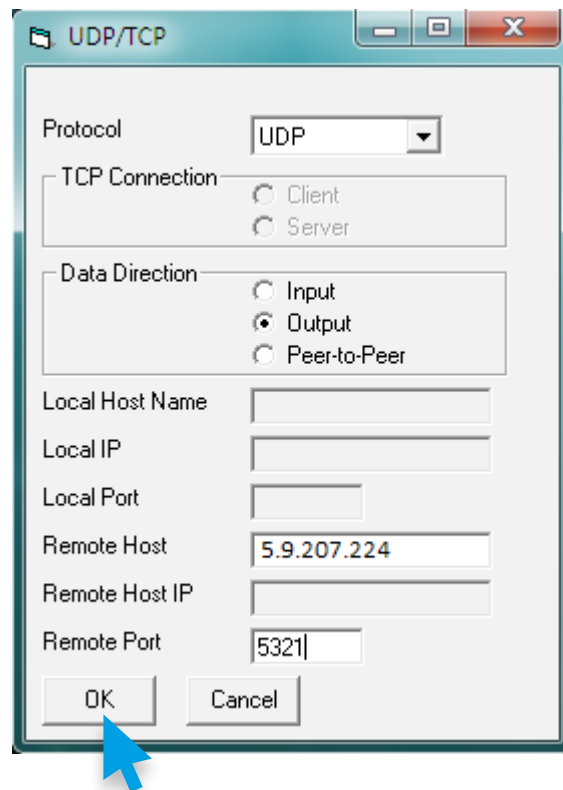 UDP/TCP
Protocol
UDP
TCP Connection
Client
Server
Data Direction
Input
Output
Peer-to-Peer
Local Host Name
Local IP
Local Port
Remote Host
5.9.207.224
Remote Host IP
Remote Port
5321
OK
Cancel